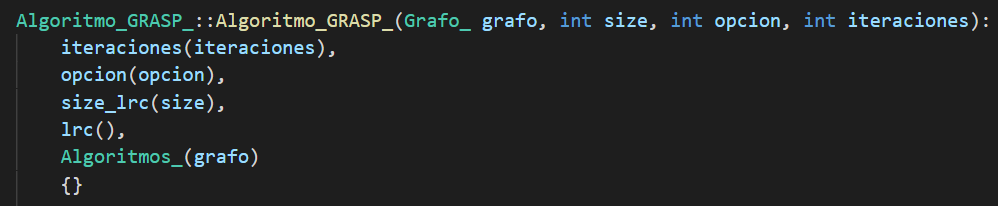 Algoritmo_GRASP_::Algoritmo_GRASP_(Grafo_ grafo, int size, int opcion, int iteraciones):
iteraciones(iteraciones),
opcion(opcion),
size_lrc(size),
lrc(),
Algoritmos_(grafo)
{}